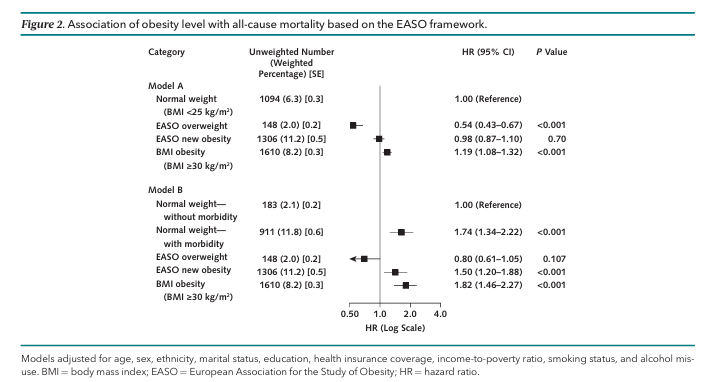 Figure 2. Association of obesity level with all-cause mortality based on the EASO framework.
Category Unweighted Number (Weighted Percentage) [SE] HR (95% CI) P Value
Model A
Normal weight (BMI <25 kg/m²) 1094 (6.3) [0.3] 1.00 (Reference)
EASO overweight 148 (2.0) [0.2] 0.54 (0.43–0.67) <0.001
EASO new obesity 1306 (11.2) [0.5] 0.98 (0.87–1.10) 0.70
BMI obesity (BMI ≥30 kg/m²) 1610 (8.2) [0.3] 1.19 (1.08–1.32) <0.001
Model B
Normal weight—without morbidity 183 (2.1) [0.2] 1.00 (Reference)
Normal weight—with morbidity 911 (11.8) [0.6] 1.74 (1.34–2.22) <0.001
EASO overweight 148 (2.0) [0.2] 0.80 (0.61–1.05) 0.107
EASO new obesity 1306 (11.2) [0.5] 1.50 (1.20–1.88) <0.001
BMI obesity (BMI ≥30 kg/m²) 1610 (8.2) [0.3] 1.82 (1.46–2.27) <0.001
0.50 1.0 2.0 4.0
HR (Log Scale)
Models adjusted for age, sex, ethnicity, marital status, education, health insurance coverage, income-to-poverty ratio, smoking status, and alcohol mis-
use. BMI = body mass index; EASO = European Association for the Study of Obesity; HR = hazard ratio.